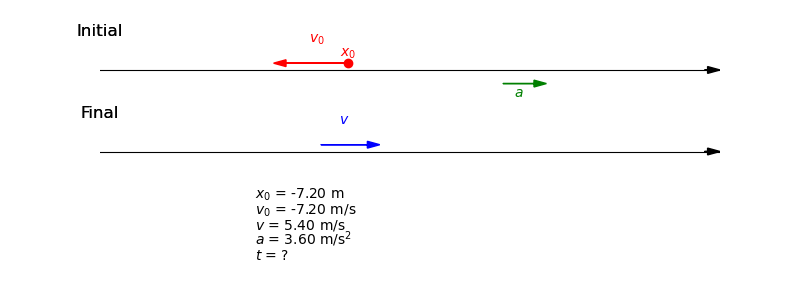 Initial
v₀
x₀
a
Final
v
x₀ = -7.20 m
v₀ = -7.20 m/s
v = 5.40 m/s
a = 3.60 m/s²
t = ?